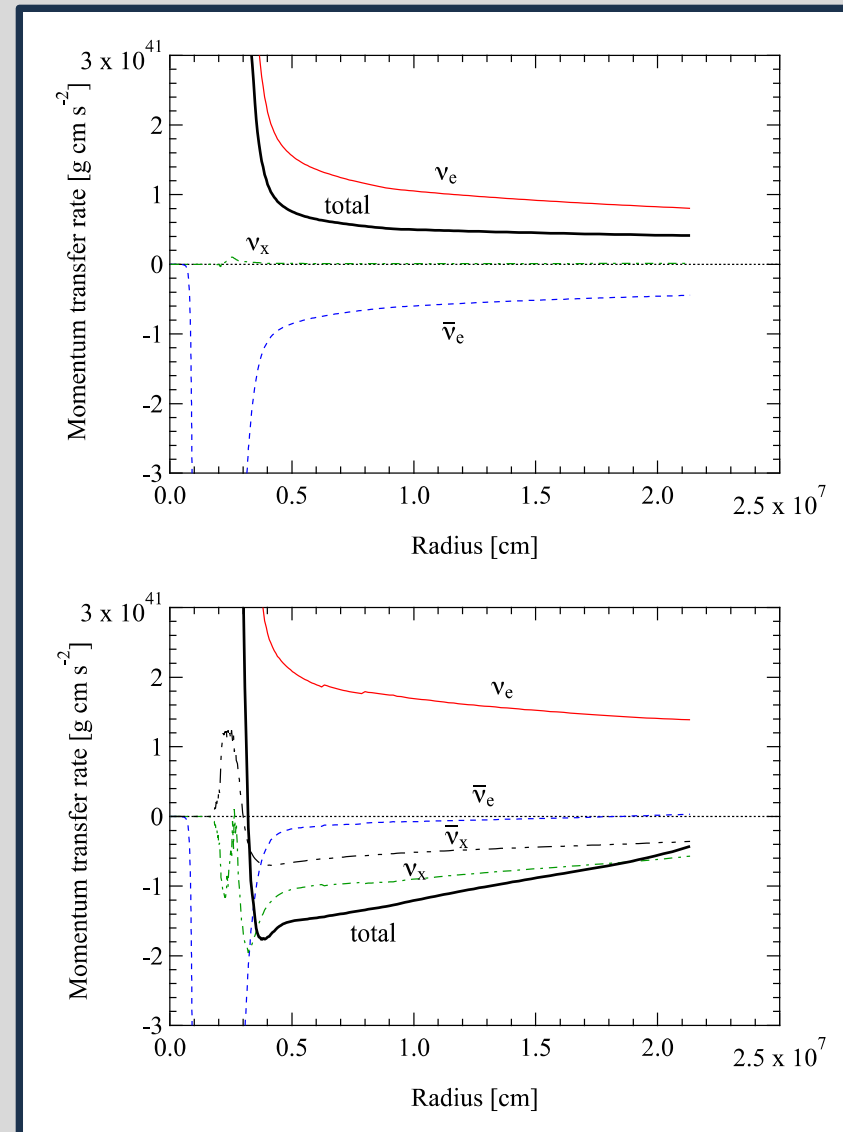 3 x 10^41
2
1
0
-1
-2
-3
Momentum transfer rate [g cm s^-2]
ν_e
total
ν_x
ν̅_e
0.0 0.5 1.0 1.5 2.0
2.5 x 10^7
Radius [cm]
3 x 10^41
2
1
0
-1
-2
-3
Momentum transfer rate [g cm s^-2]
ν_e
ν̅_e
ν̅_x
ν_x
total
0.0 0.5 1.0 1.5 2.0
2.5 x 10^7
Radius [cm]